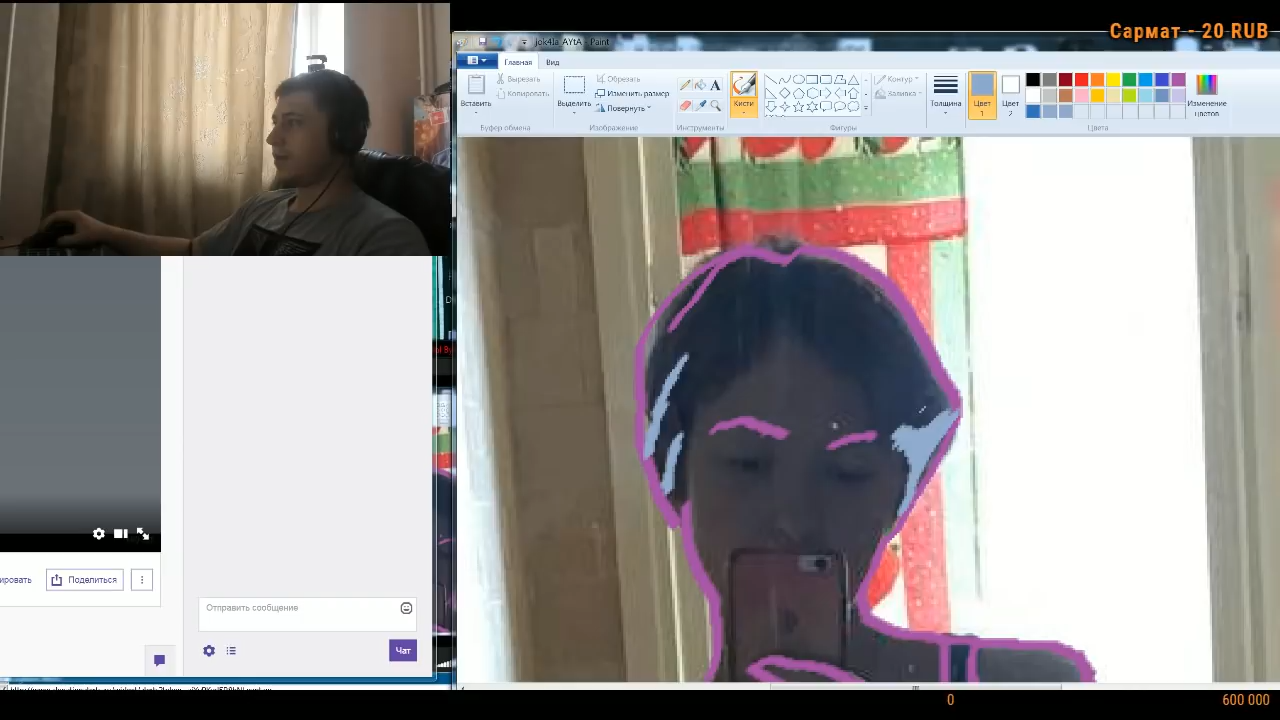 Сармат - 20 RUB
jok4la_AYtA - Paint
Главная
Вид
Вставить
Вырезать
Копировать
Буфер обмена
Выделить
Обрезать
Изменить размер
Повернуть
Изображение
A
Инструменты
Кисти
Контур
Заливка
Фигуры
Толщина
Цвет
1
Цвет
2
Изменение
цветов
Цвета
Поделиться
Отправить сообщение
Чат
0
600 000